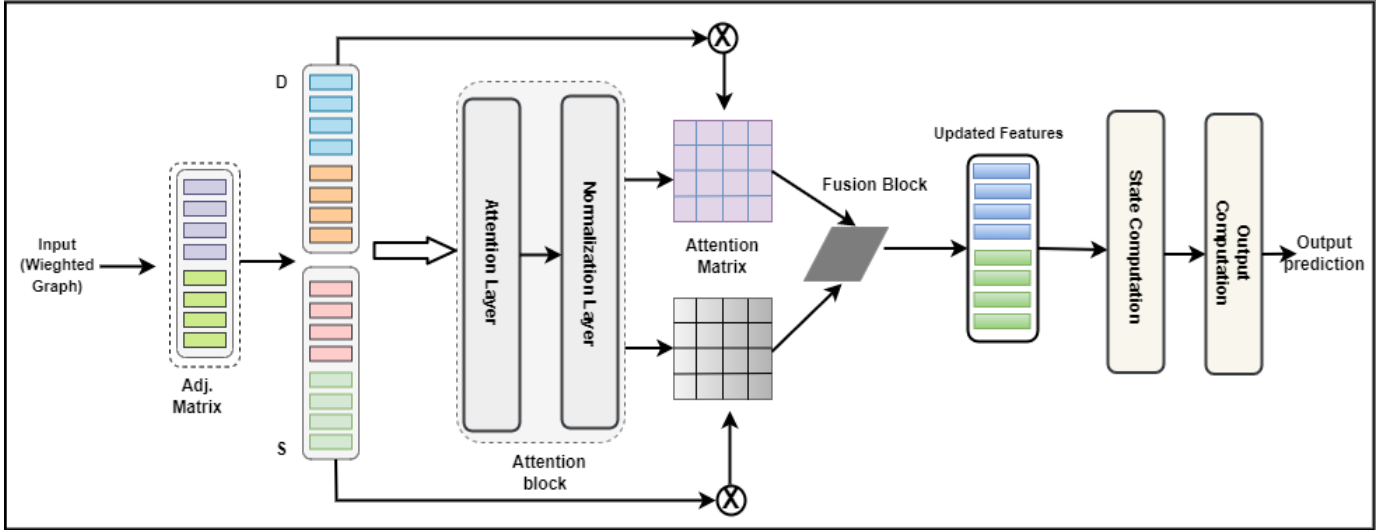 Input
(Wieghted
Graph)
Adj.
Matrix
D
S
Attention Layer
Normalization Layer
Attention
block
X
Attention
Matrix
X
Fusion Block
Updated Features
State Computation
Output
Computation
Output
prediction